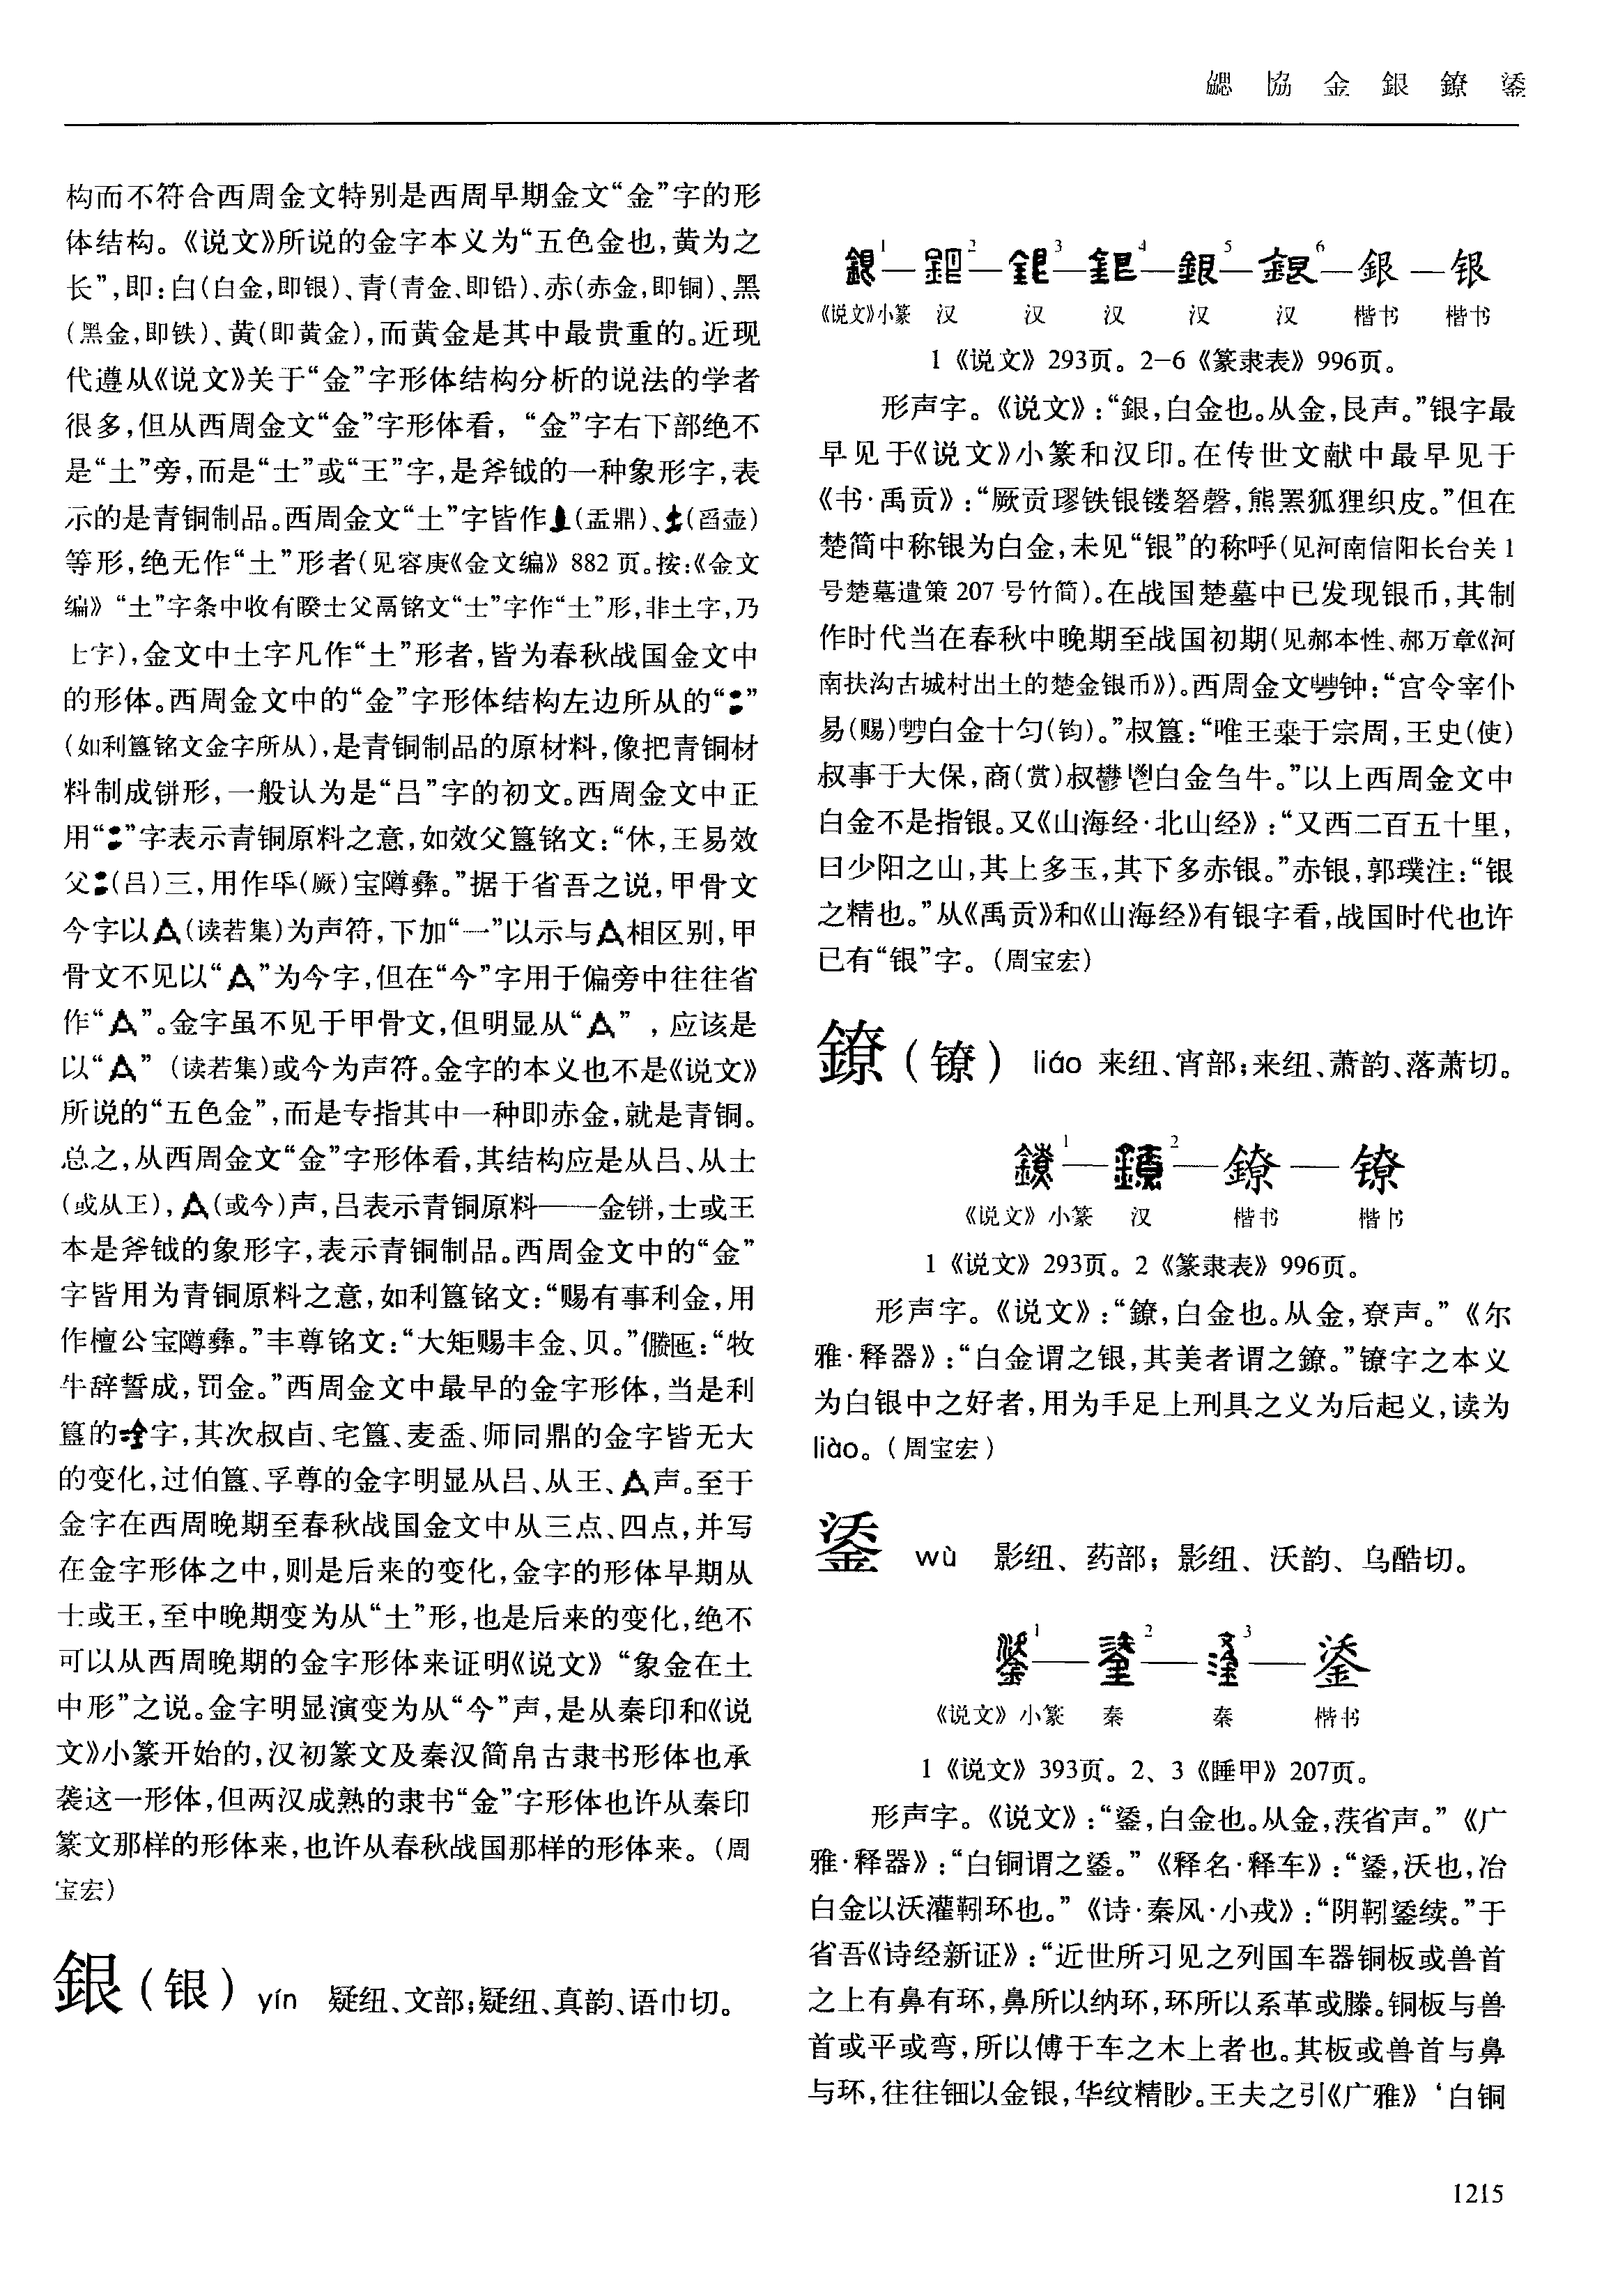 勰 協 金 銀 鐐 鋈
构而不符合西周金文特别是西周早期金文“金”字的形
体结构。《说文》所说的金字本义为“五色金也,黄为之
长”,即:白(白金,即银)、青(青金、即铅)、赤(赤金,即铜)、黑
(黑金,即铁)、黄(即黄金),而黄金是其中最贵重的。近现
代遵从《说文》关于“金”字形体结构分析的说法的学者
很多,但从西周金文“金”字形体看,“金”字右下部绝不
是“土”旁,而是“士”或“王”字,是斧钺的一种象形字,表
示的是青铜制品。西周金文“土”字皆作(盂鼎)、(舀壶)
等形,绝无作“土”形者(见容庚《金文编》882页。按:《金文
编》“土”字条中收有睽士父鬲铭文“士”字作“土”形,非土字,乃
士字),金文中土字凡作“土”形者,皆为春秋战国金文中
的形体。西周金文中的“金”字形体结构左边所从的“”
(如利簋铭文金字所从),是青铜制品的原材料,像把青铜材
料制成饼形,一般认为是“吕”字的初文。西周金文中正
用“”字表示青铜原料之意,如效父簋铭文:“休,王易效
父(吕)三,用作氒(厥)宝障彝。”据于省吾之说,甲骨文
今字以亼(读若集)为声符,下加“一”以示与亼相区别,甲
骨文不见以“亼”为今字,但在“今”字用于偏旁中往往省
作“亼”。金字虽不见于甲骨文,但明显从“亼”,应该是
以“亼”(读若集)或今为声符。金字的本义也不是《说文》
所说的“五色金”,而是专指其中一种即赤金,就是青铜。
总之,从西周金文“金”字形体看,其结构应是从吕、从士
(或从王),亼(或今)声,吕表示青铜原料——金饼,士或王
本是斧钺的象形字,表示青铜制品。西周金文中的“金”
字皆用为青铜原料之意,如利簋铭文:“赐有事利金,用
作檀公宝障彝。”丰尊铭文:“大矩赐丰金、贝。”匜:“牧
牛辞誓成,罚金。”西周金文中最早的金字形体,当是利
簋的字,其次叔卣、宅簋、麦盉、师同鼎的金字皆无大
的变化,过伯簋、孚尊的金字明显从吕、从王、亼声。至于
金字在西周晚期至春秋战国金文中从三点、四点,并写
在金字形体之中,则是后来的变化,金字的形体早期从
士或王,至中晚期变为从“土”形,也是后来的变化,绝不
可以从西周晚期的金字形体来证明《说文》“象金在土
中形”之说。金字明显演变为从“今”声,是从秦印和《说
文》小篆开始的,汉初篆文及秦汉简帛古隶书形体也承
袭这一形体,但两汉成熟的隶书“金”字形体也许从秦印
篆文那样的形体来,也许从春秋战国那样的形体来。(周
宝宏)
銀(银) yín 疑纽、文部;疑纽、真韵、语巾切。
銀1—銀2—銀3—銀4—銀5—銀6—銀—银
《说文》小篆 汉 汉 汉 汉 汉 楷书 楷书
1《说文》293页。2-6《篆隶表》996页。
形声字。《说文》:“銀,白金也。从金,艮声。”银字最
早见于《说文》小篆和汉印。在传世文献中最早见于
《书·禹贡》:“厥贡璆铁银镂砮磬,熊罴狐狸织皮。”但在
楚简中称银为白金,未见“银”的称呼(见河南信阳长台关1
号楚墓遣策207号竹简)。在战国楚墓中已发现银币,其制
作时代当在春秋中晚期至战国初期(见郝本性、郝万章《河
南扶沟古城村出土的楚金银币》)。西周金文钟:“宫令宰仆
易(赐)白金十匀(钧)。”叔簋:“唯王于宗周,王史(使)
叔事于大保,商(赏)叔鬱鬯白金刍牛。”以上西周金文中
白金不是指银。又《山海经·北山经》:“又西二百五十里,
曰少阳之山,其上多玉,其下多赤银。”赤银,郭璞注:“银
之精也。”从《禹贡》和《山海经》有银字看,战国时代也许
已有“银”字。(周宝宏)
鐐(镣) liáo 来纽、宵部;来纽、萧韵、落萧切。
鐐1—鐐2—鐐—镣
《说文》小篆 汉 楷书 楷书
1《说文》293页。2《篆隶表》996页。
形声字。《说文》:“鐐,白金也。从金,尞声。”《尔
雅·释器》:“白金谓之银,其美者谓之鐐。”镣字之本义
为白银中之好者,用为手足上刑具之义为后起义,读为
liào。(周宝宏)
鋈 wù 影纽、药部;影纽、沃韵、乌酷切。
鋈1—鋈2—鋈3—鋈
《说文》小篆 秦 秦 楷书
1《说文》393页。2、3《睡甲》207页。
形声字。《说文》:“鋈,白金也。从金,𦭷省声。”《广
雅·释器》:“白铜谓之鋈。”《释名·释车》:“鋈,沃也,冶
白金以沃灌靷环也。”《诗·秦风·小戎》:“阴靷鋈续。”于
省吾《诗经新证》:“近世所习见之列国车器铜板或兽首
之上有鼻有环,鼻所以纳环,环所以系革或縢。铜板与兽
首或平或弯,所以傅于车之木上者也。其板或兽首与鼻
与环,往往钿以金银,华纹精眇。王夫之引《广雅》‘白铜
1215